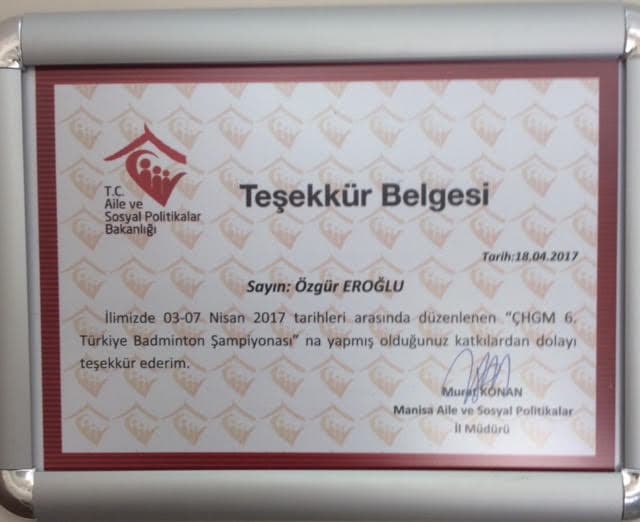 T.C.
Aile ve
Sosyal Politikalar
Bakanlığı
Teşekkür Belgesi
Tarih:18.04.2017
Sayın: Özgür EROĞLU
İlimizde 03-07 Nisan 2017 tarihleri arasında düzenlenen "ÇHGM 6.
Türkiye Badminton Şampiyonası" na yapmış olduğunuz katkılardan dolayı
teşekkür ederim.
Murat KONAN
Manisa Aile ve Sosyal Politikalar
İl Müdürü